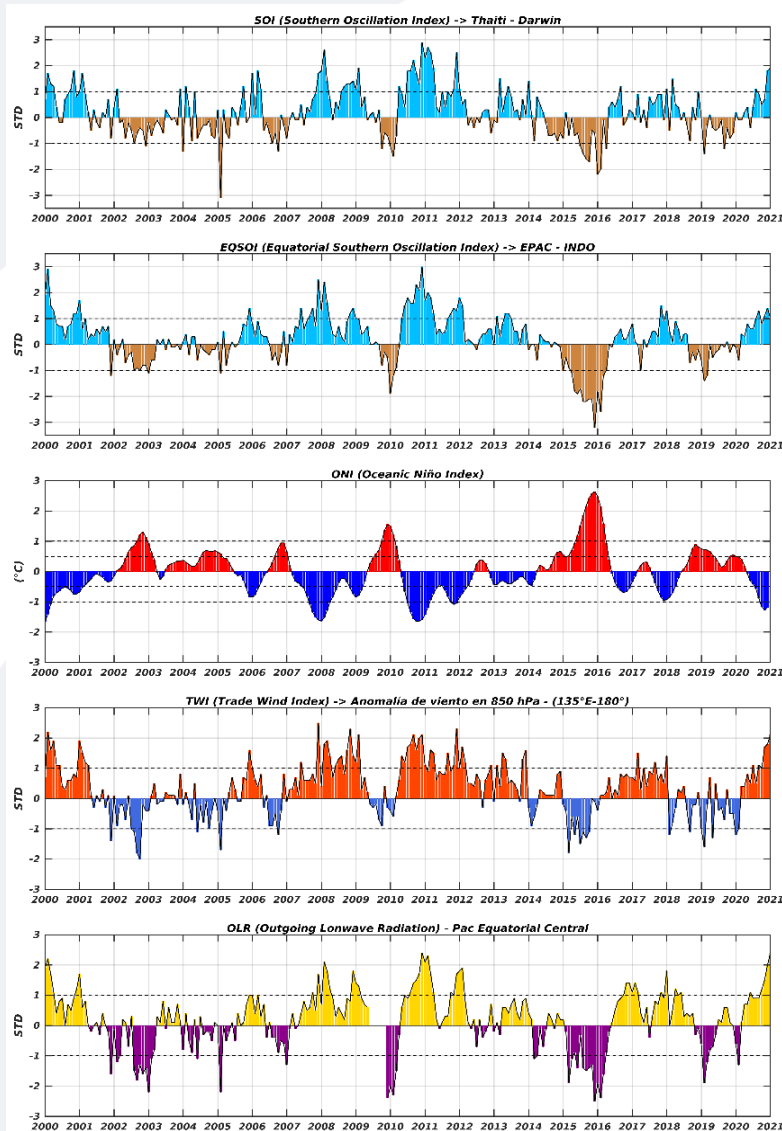 SOI (Southern Oscillation Index) -> Thaiti - Darwin
3
2
1
0
-1
-2
-3
STD
2000 2001 2002 2003 2004 2005 2006 2007 2008 2009 2010 2011 2012 2013 2014 2015 2016 2017 2018 2019 2020 2021
EQSOI (Equatorial Southern Oscillation Index) -> EPAC - INDO
3
2
1
0
-1
-2
-3
STD
2000 2001 2002 2003 2004 2005 2006 2007 2008 2009 2010 2011 2012 2013 2014 2015 2016 2017 2018 2019 2020 2021
ONI (Oceanic Niño Index)
3
2
1
0
-1
-2
-3
(°C)
2000 2001 2002 2003 2004 2005 2006 2007 2008 2009 2010 2011 2012 2013 2014 2015 2016 2017 2018 2019 2020 2021
TWI (Trade Wind Index) -> Anomalía de viento en 850 hPa - (135°E-180°)
3
2
1
0
-1
-2
-3
STD
2000 2001 2002 2003 2004 2005 2006 2007 2008 2009 2010 2011 2012 2013 2014 2015 2016 2017 2018 2019 2020 2021
OLR (Outgoing Lonwave Radiation) - Pac Equatorial Central
3
2
1
0
-1
-2
-3
STD
2000 2001 2002 2003 2004 2005 2006 2007 2008 2009 2010 2011 2012 2013 2014 2015 2016 2017 2018 2019 2020 2021